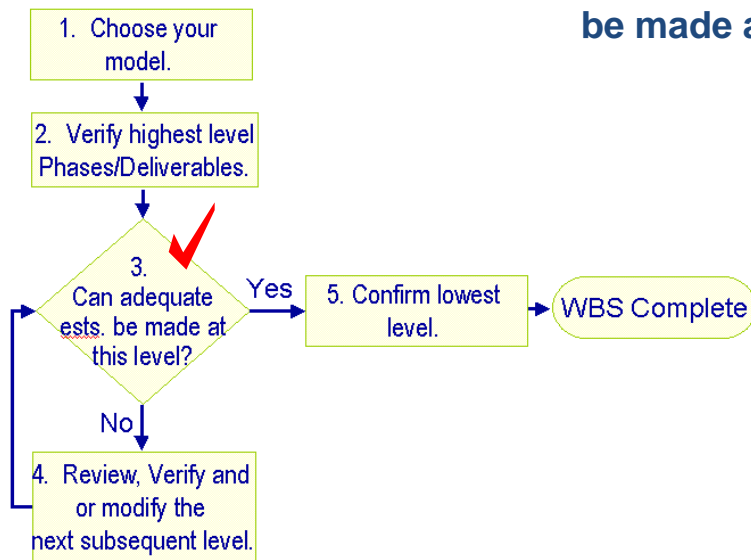 be made a
1. Choose your
model.
2. Verify highest level
Phases/Deliverables.
3.
Can adequate
ests. be made at
this level?
Yes
5. Confirm lowest
level.
WBS Complete
No
4. Review, Verify and
or modify the
next subsequent level.